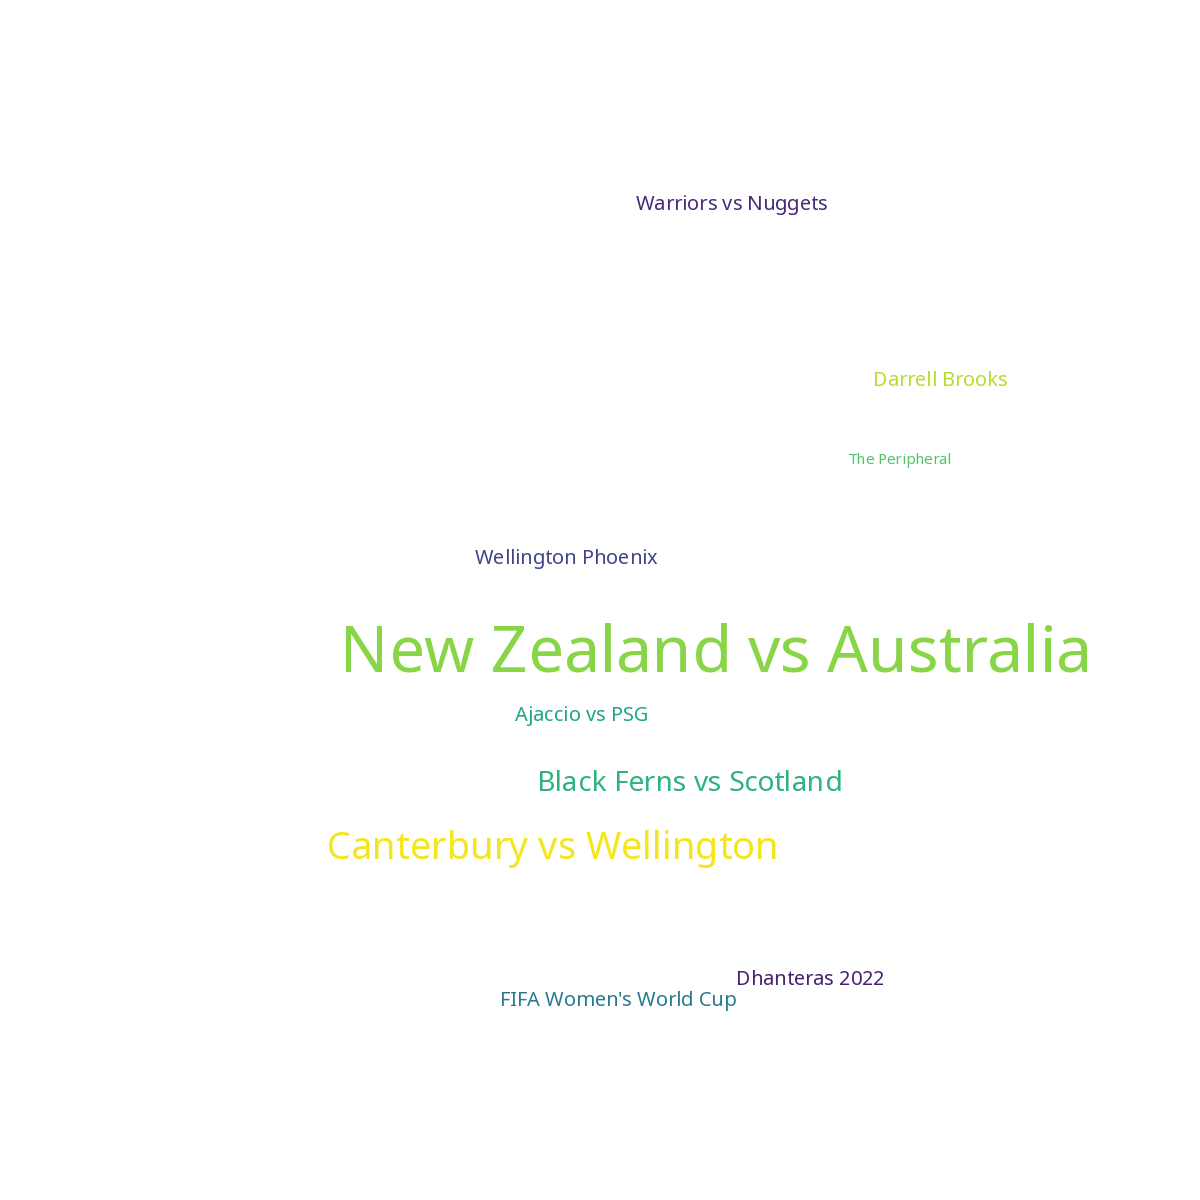 Warriors vs Nuggets
Darrell Brooks
The Peripheral
Wellington Phoenix
New Zealand vs Australia
Ajaccio vs PSG
Black Ferns vs Scotland
Canterbury vs Wellington
Dhanteras 2022
FIFA Women's World Cup